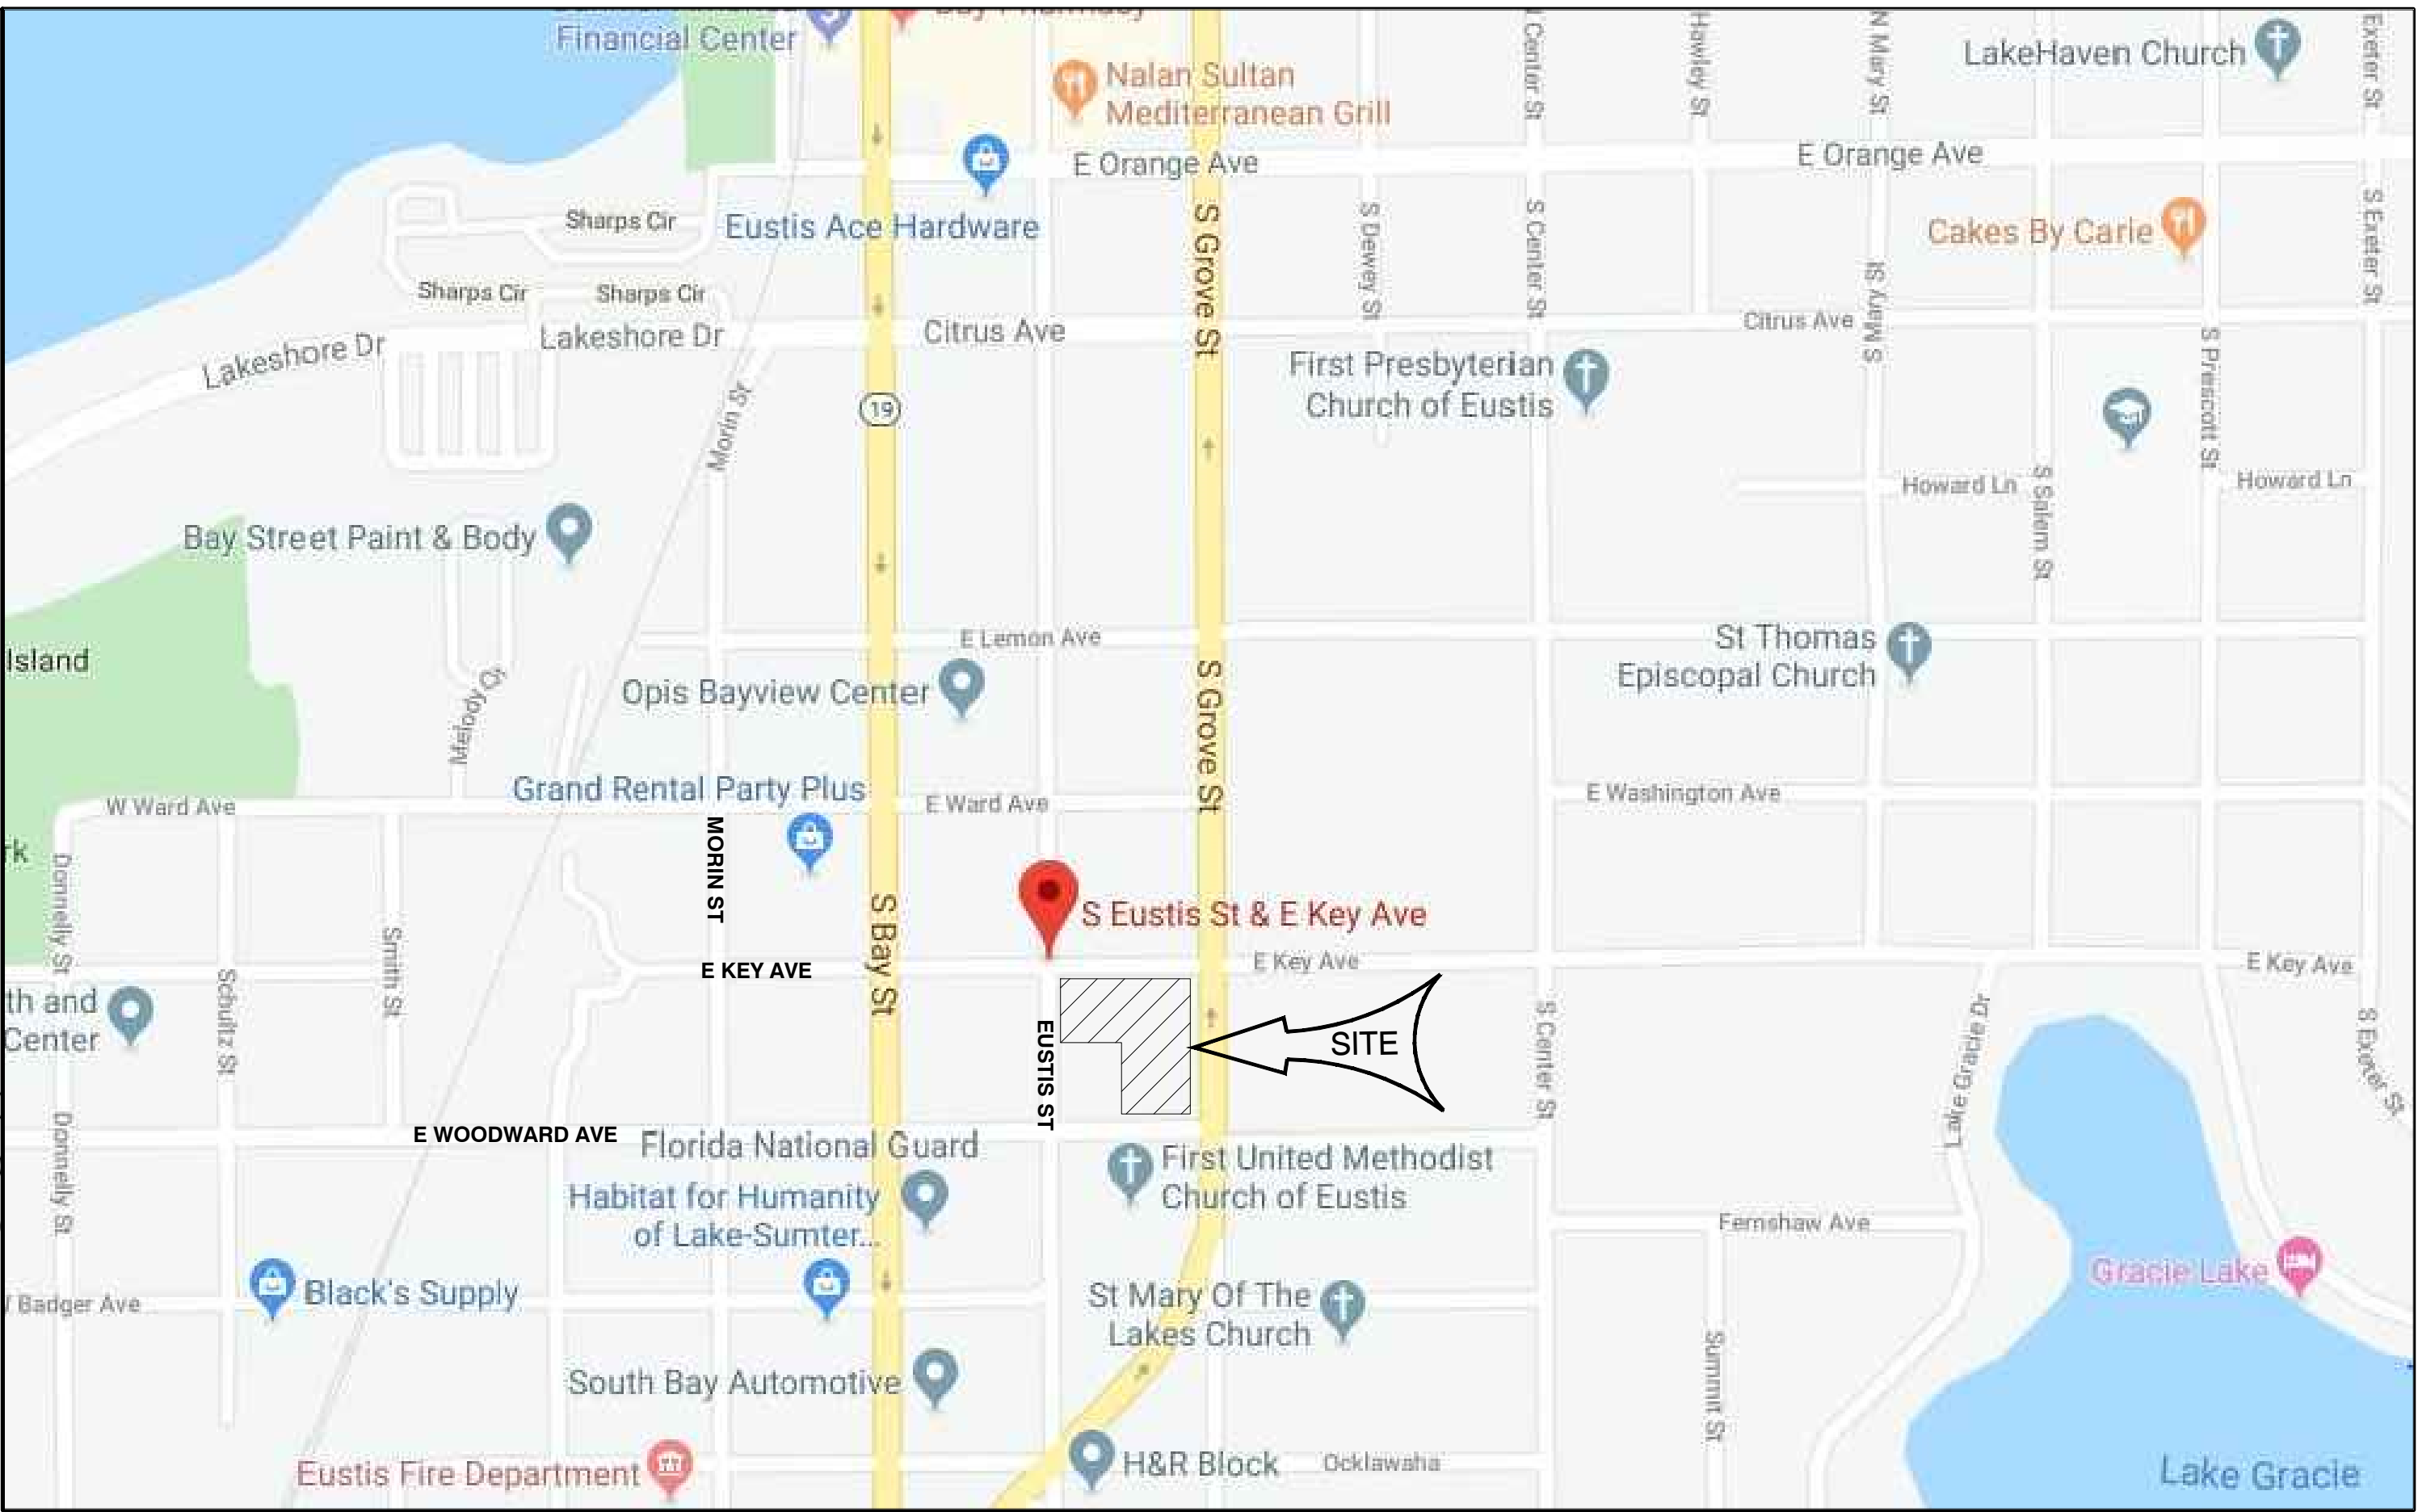 Financial Center
Nalan Sultan
Mediterranean Grill
Center St
Hawley St
N Mary St
LakeHaven Church
Exeter St
E Orange Ave
E Orange Ave
Sharps Cir
Eustis Ace Hardware
S Grove St
S Dewey St
S Center St
Cakes By Carie
S Exeter St
Sharps Cir
Sharps Cir
Lakeshore Dr
Lakeshore Dr
Citrus Ave
Citrus Ave
S Mary St
First Presbyterian
Church of Eustis
19
Morin St
S Prescott St
Howard Ln
Howard Ln
S Salem St
Bay Street Paint & Body
E Lemon Ave
Island
St Thomas
Episcopal Church
Opis Bayview Center
S Grove St
Melody Cir
Grand Rental Party Plus
W Ward Ave
E Ward Ave
E Washington Ave
MORIN ST
rk
Donnelly St
Smith St
S Bay St
S Eustis St & E Key Ave
E KEY AVE
E Key Ave
E Key Ave
th and
Center
Schultz St
EUSTIS ST
SITE
S Center St
Lake Gracie Dr
S Exeter St
E WOODWARD AVE
Florida National Guard
Donnelly St
First United Methodist
Church of Eustis
Habitat for Humanity
of Lake-Sumter...
Fernshaw Ave
Gracie Lake
Black's Supply
Badger Ave
St Mary Of The
Lakes Church
Summit St
South Bay Automotive
Eustis Fire Department
H&R Block
Ocklawaha
Lake Gracie